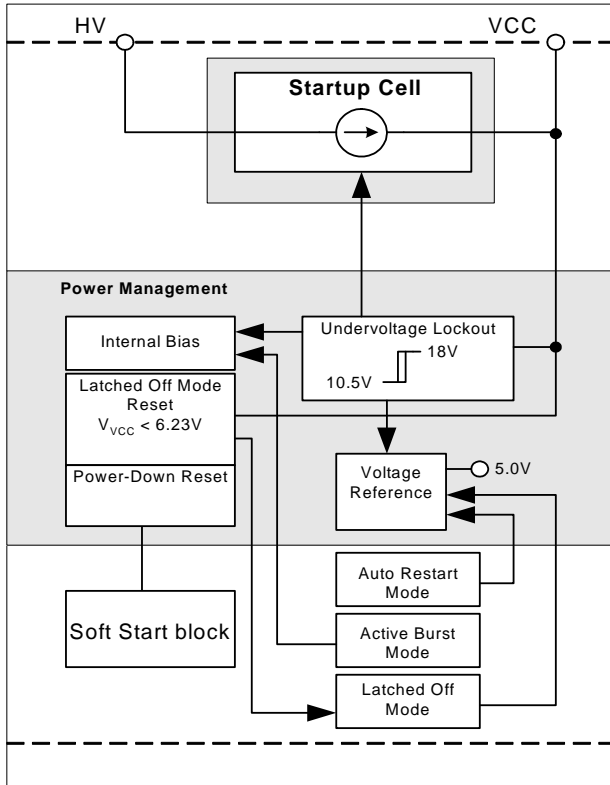 HV
VCC
Startup Cell
Power Management
Internal Bias
Undervoltage Lockout
18V
10.5V
Latched Off Mode
Reset
V_VCC < 6.23V
Power-Down Reset
Voltage
Reference
5.0V
Auto Restart
Mode
Soft Start block
Active Burst
Mode
Latched Off
Mode